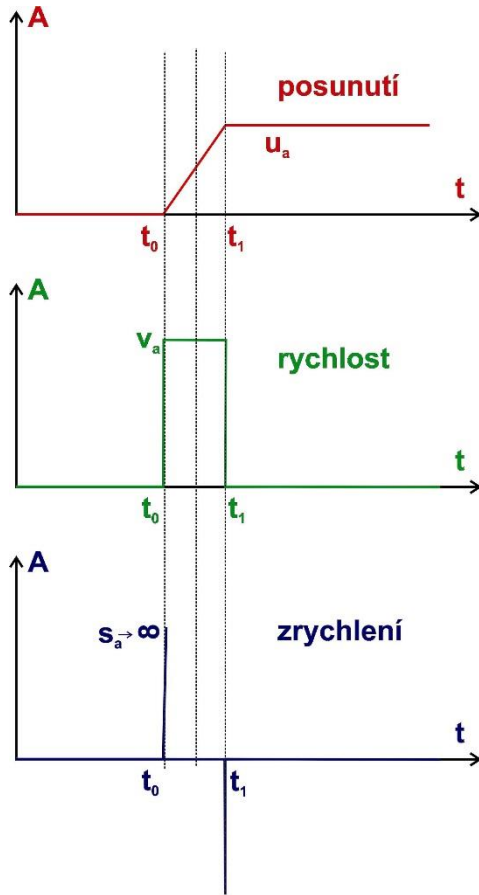 A
posunutí
uₐ
t
t₀ t₁
A
vₐ
rychlost
t
t₀ t₁
A
sₐ→∞
zrychlení
t
t₀ t₁